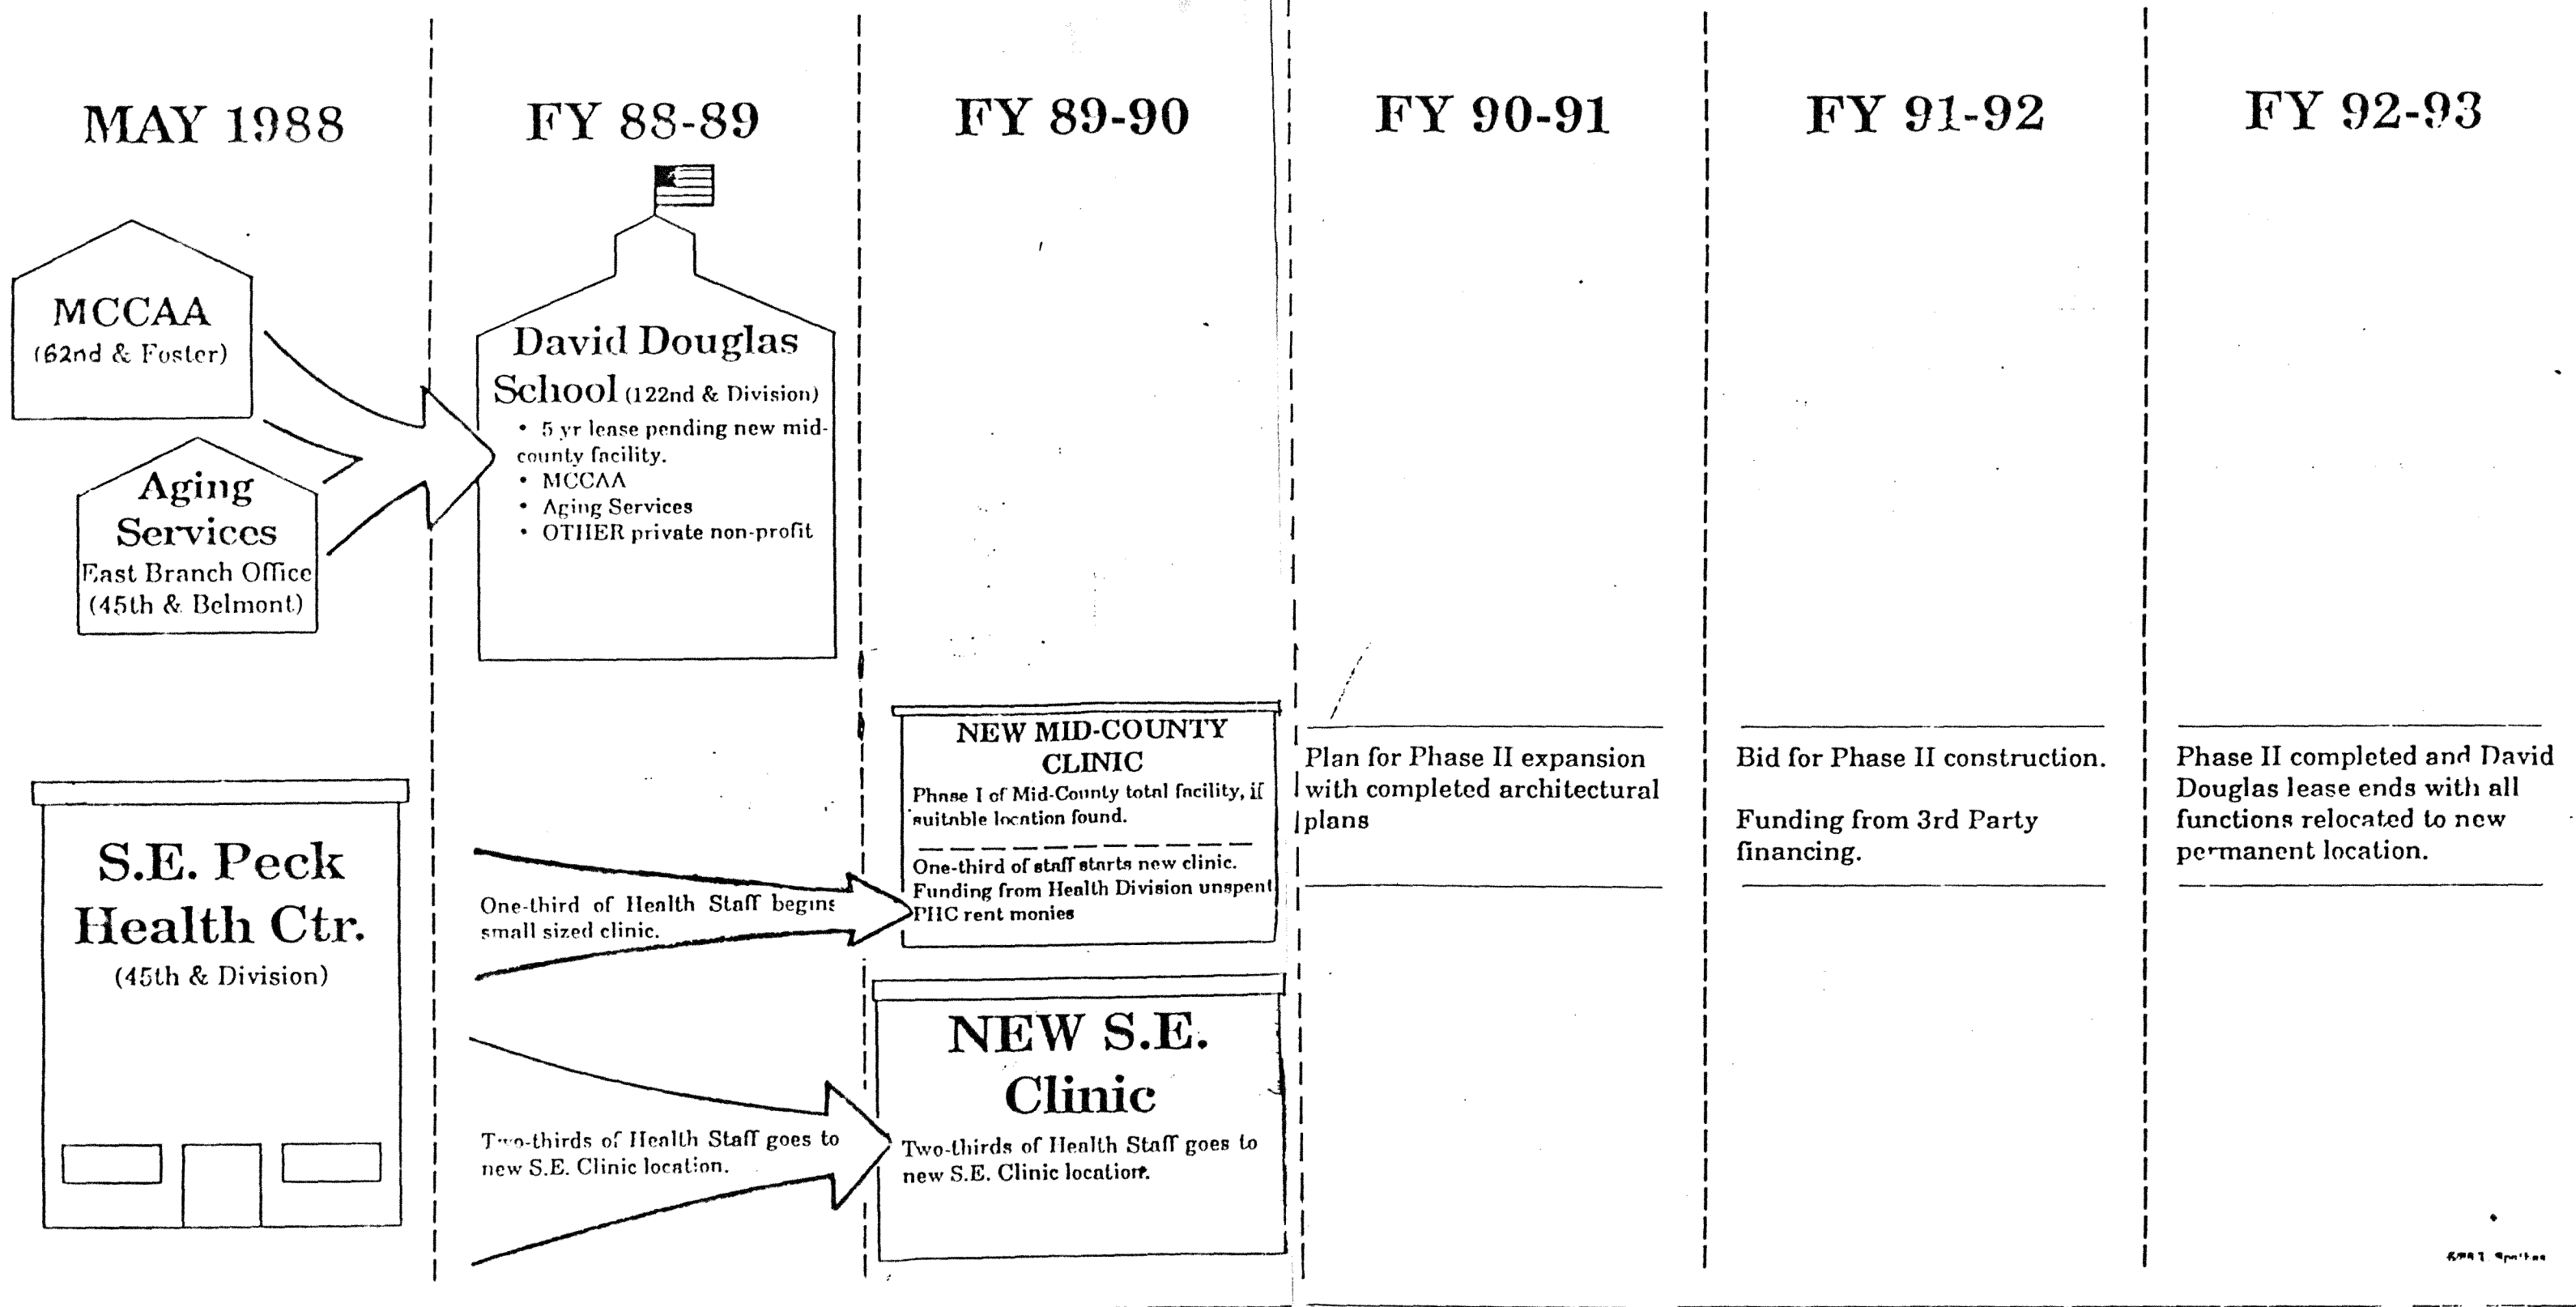 MAY 1988
FY 88-89
FY 89-90
FY 90-91
FY 91-92
FY 92-93
MCCAA
(62nd & Foster)
Aging
Services
East Branch Office
(45th & Belmont)
David Douglas
School (122nd & Division)
• 5 yr lease pending new mid-
county facility.
• MCCAA
• Aging Services
• OTHER private non-profit
S.E. Peck
Health Ctr.
(45th & Division)
One-third of Health Staff begins
small sized clinic.
Two-thirds of Health Staff goes to
new S.E. Clinic location.
NEW MID-COUNTY
CLINIC
Phase I of Mid-County total facility, if
suitable location found.
One-third of staff starts new clinic.
Funding from Health Division unspent
PHC rent monies
NEW S.E.
Clinic
Two-thirds of Health Staff goes to
new S.E. Clinic location.
Plan for Phase II expansion
with completed architectural
plans
Bid for Phase II construction.
Funding from 3rd Party
financing.
Phase II completed and David
Douglas lease ends with all
functions relocated to new
permanent location.